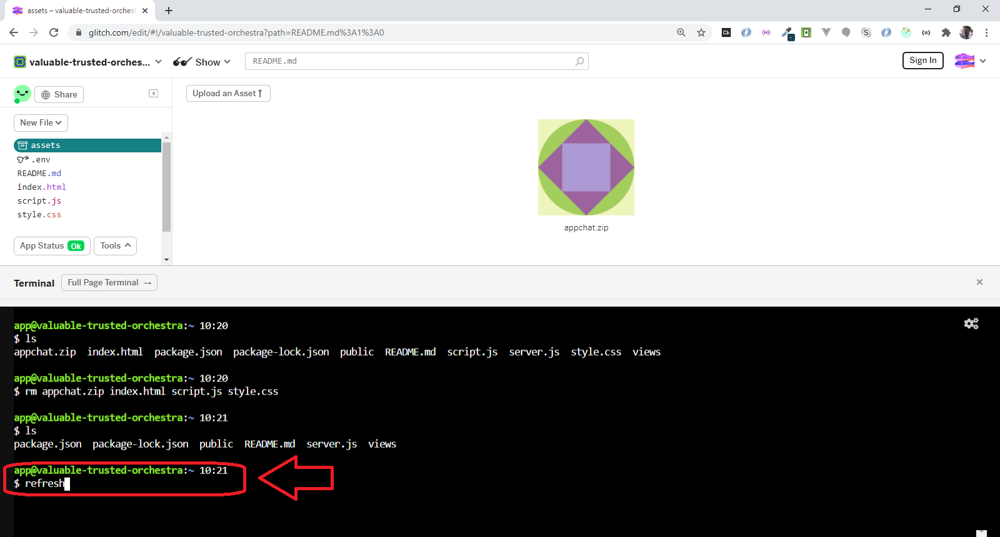 assets – valuable-trusted-orchest
glitch.com/edit/#!/valuable-trusted-orchestra?path=README.md%3A1%3A0
valuable-trusted-orches...
Show
README.md
Sign In
Share
Upload an Asset
New File
assets
.env
README.md
index.html
script.js
style.css
appchat.zip
App Status Ok
Tools
Terminal
Full Page Terminal →
app@valuable-trusted-orchestra:~ 10:20
$ ls
appchat.zip index.html package.json package-lock.json public README.md script.js server.js style.css views
app@valuable-trusted-orchestra:~ 10:20
$ rm appchat.zip index.html script.js style.css
app@valuable-trusted-orchestra:~ 10:21
$ ls
package.json package-lock.json public README.md server.js views
app@valuable-trusted-orchestra:~ 10:21
$ refresh